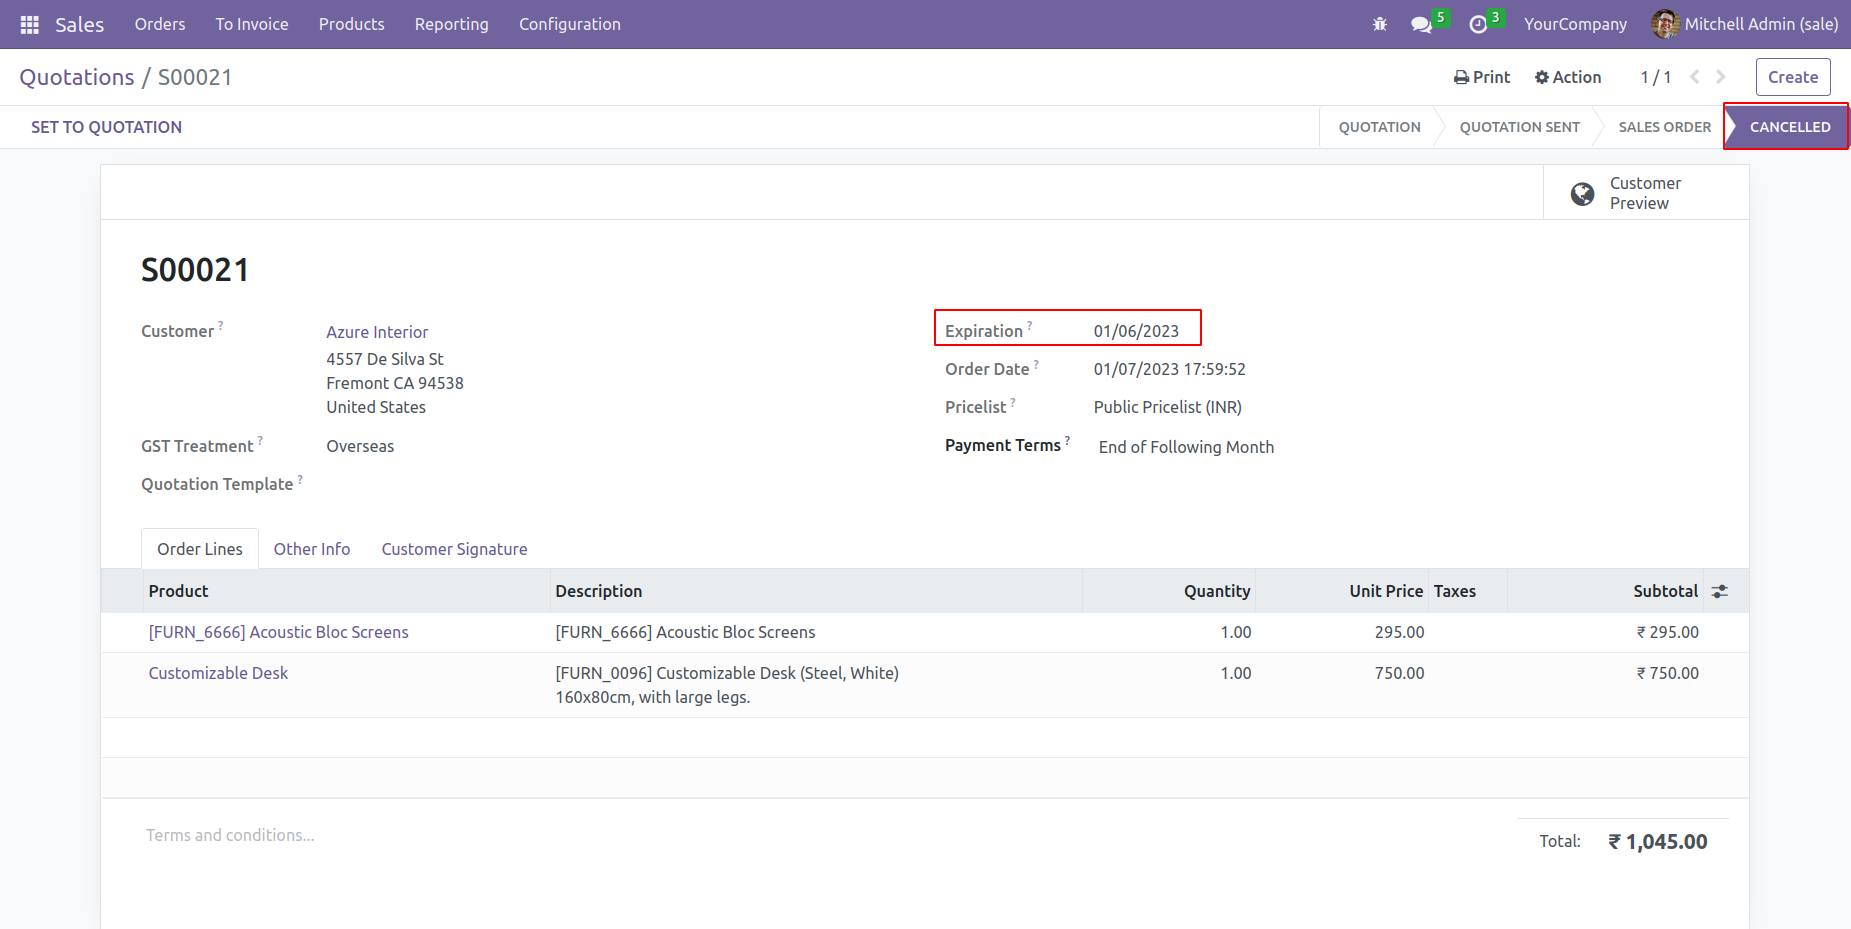 Sales Orders To Invoice Products Reporting Configuration 5 3 YourCompany Mitchell Admin (sale)
Quotations / S00021 Print Action 1 / 1 Create
SET TO QUOTATION QUOTATION QUOTATION SENT SALES ORDER CANCELLED
Customer
Preview
S00021
Customer ? Azure Interior Expiration ? 01/06/2023
4557 De Silva St
Order Date ? 01/07/2023 17:59:52
Fremont CA 94538
United States Pricelist ? Public Pricelist (INR)
GST Treatment ? Overseas Payment Terms ? End of Following Month
Quotation Template ?
Order Lines Other Info Customer Signature
Product Description Quantity Unit Price Taxes Subtotal
[FURN_6666] Acoustic Bloc Screens [FURN_6666] Acoustic Bloc Screens 1.00 295.00 ₹ 295.00
Customizable Desk [FURN_0096] Customizable Desk (Steel, White) 1.00 750.00 ₹ 750.00
160x80cm, with large legs.
Terms and conditions...
Total: ₹ 1,045.00